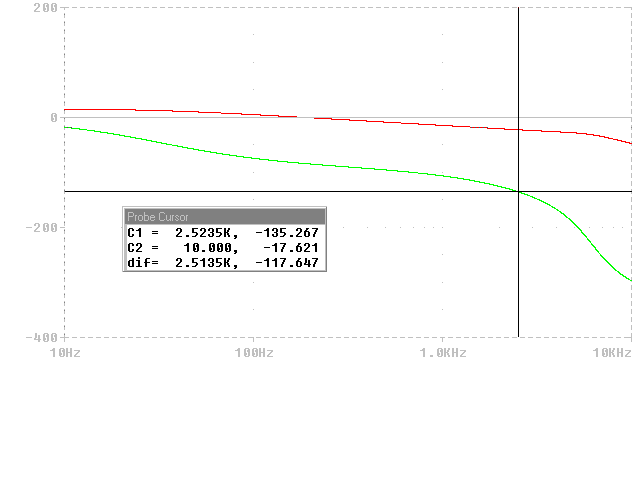 200
0
-200
-400
10Hz
100Hz
1.0KHz
10KHz
Probe Cursor
C1 = 2.5235K, -135.267
C2 = 10.000, -17.621
dif= 2.5135K, -117.647